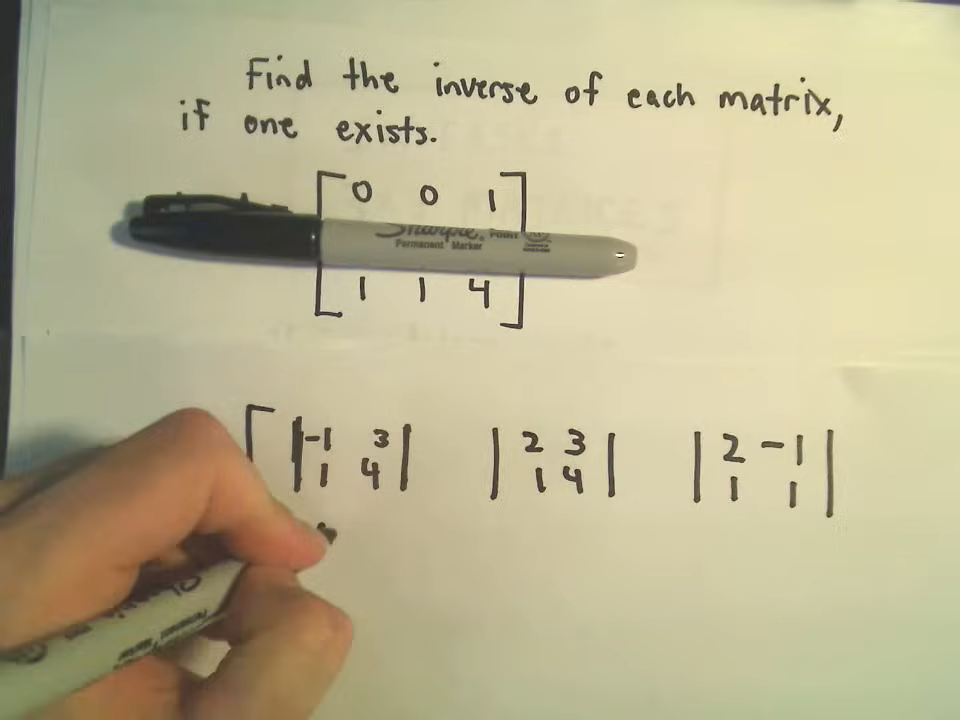 Find the inverse of each matrix,
if one exists.
0 0 1
Sharpie.
Permanent Marker
POINT
1 1 4
-1 3 2 3 2 -1
1 4 1 4 1 1